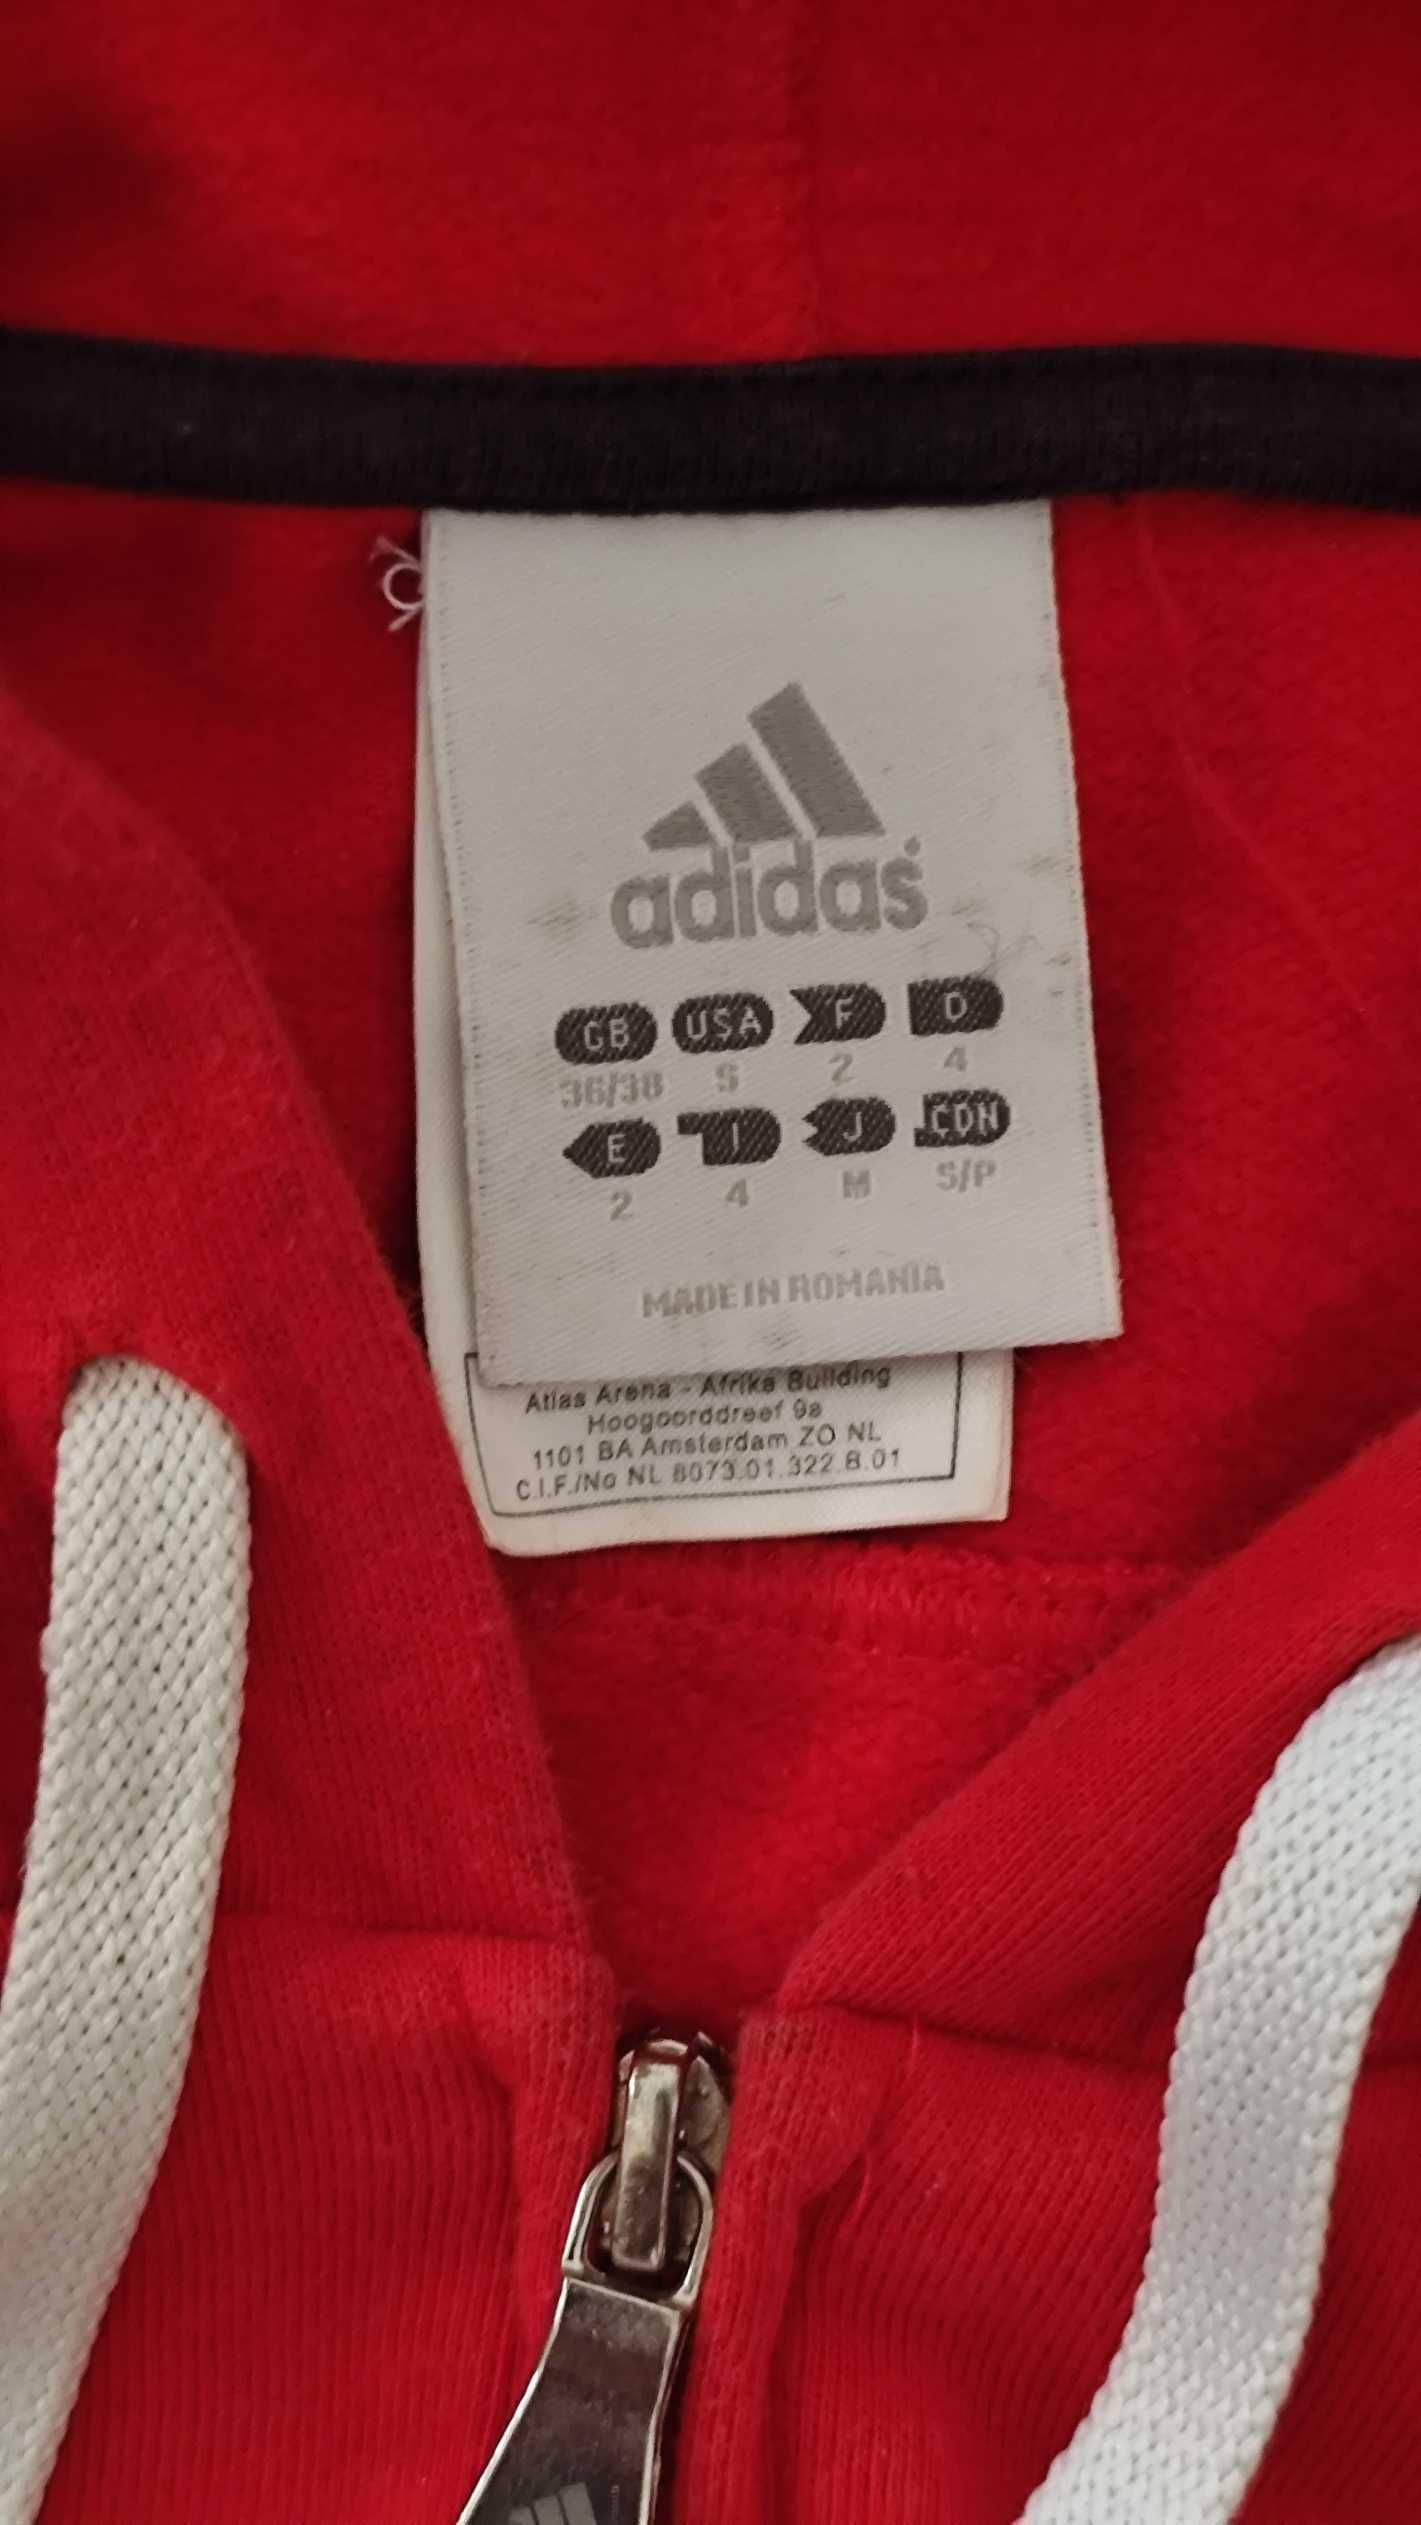 adidas
GB USA F D
36/38 S 2 4
E I J CDN
2 4 M S/P
MADE IN ROMANIA
Atlas Arena - Afrika Building
Hoogoorddreef 9a
1101 BA Amsterdam ZO NL
C.I.F./No NL 8073.01.322.B.01